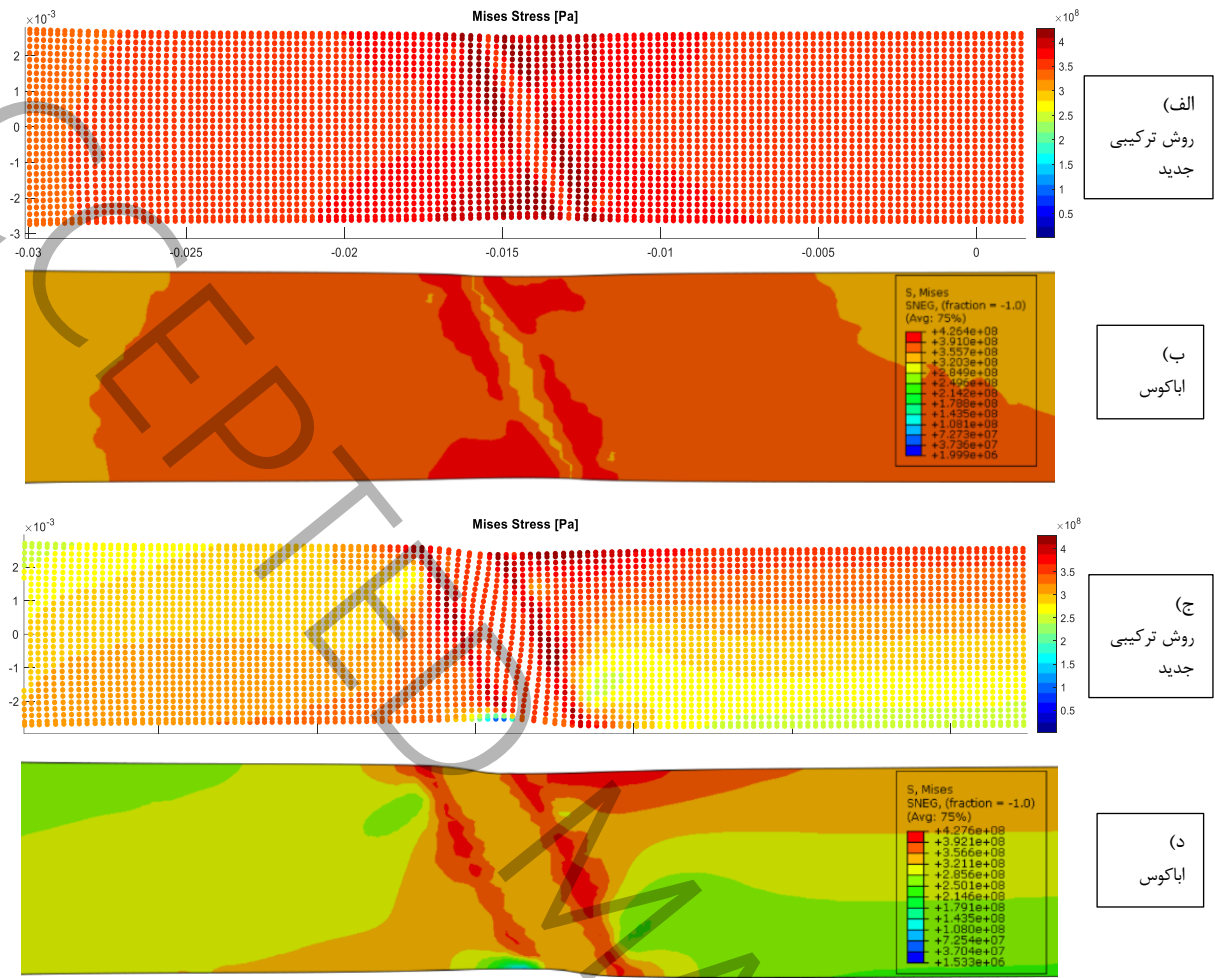 Mises Stress [Pa]
×10⁻³
2
1
0
-1
-2
-3
-0.03
-0.025
-0.02
-0.015
-0.01
-0.005
0
×10⁸
4
3.5
3
2.5
2
1.5
1
0.5
الف)
روش ترکیبی
جدید
S, Mises
SNEG, (fraction = -1.0)
(Avg: 75%)
+4.264e+08
+3.910e+08
+3.557e+08
+3.203e+08
+2.849e+08
+2.496e+08
+2.142e+08
+1.788e+08
+1.435e+08
+1.081e+08
+7.273e+07
+3.736e+07
+1.999e+06
ب)
اباکوس
Mises Stress [Pa]
×10⁻³
2
1
0
-1
-2
×10⁸
4
3.5
3
2.5
2
1.5
1
0.5
ج)
روش ترکیبی
جدید
S, Mises
SNEG, (fraction = -1.0)
(Avg: 75%)
+4.276e+08
+3.921e+08
+3.566e+08
+3.211e+08
+2.856e+08
+2.501e+08
+2.146e+08
+1.791e+08
+1.435e+08
+1.080e+08
+7.254e+07
+3.704e+07
+1.533e+06
د)
اباکوس